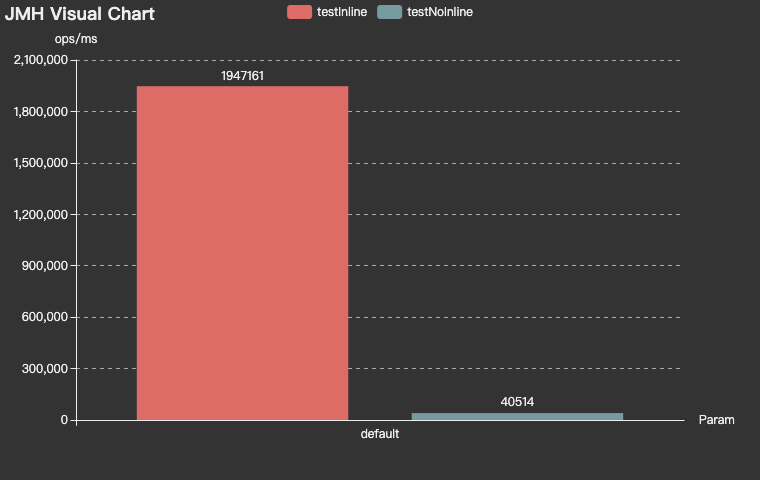 JMH Visual Chart
testInline testNoInline
ops/ms
2,100,000
1947161
1,800,000
1,500,000
1,200,000
900,000
600,000
300,000
40514
0
Param
default